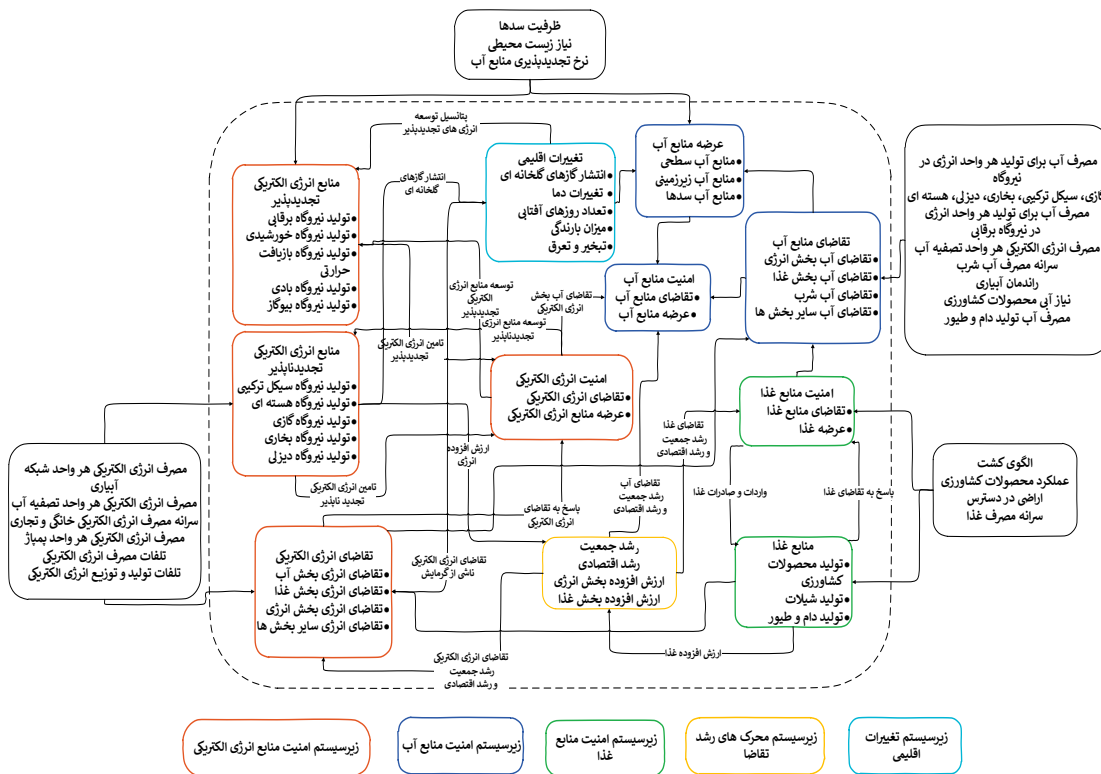 ظرفیت سدها
نیاز زیست محیطی
نرخ تجدیدپذیری منابع آب
پتانسیل توسعه
انرژی های تجدیدپذیر
عرضه منابع آب
منابع آب سطحی
منابع آب زیرزمینی
منابع آب سدها
تغییرات اقلیمی
انتشار گازهای گلخانه ای
تغییرات دما
تعداد روزهای آفتابی
میزان بارندگی
تبخیر و تعرق
انتشار گازهای
گلخانه ای
منابع انرژی الکتریکی
تجدیدپذیر
تولید نیروگاه برقابی
تولید نیروگاه خورشیدی
تولید نیروگاه بازیافت
حرارتی
تولید نیروگاه بادی
تولید نیروگاه بیوگاز
مصرف آب برای تولید هر واحد انرژی در
نیروگاه
گازی، سیکل ترکیبی، بخاری، دیزلی، هسته ای
مصرف آب برای تولید هر واحد انرژی
در نیروگاه برقابی
مصرف انرژی الکتریکی هر واحد تصفیه آب
سرانه مصرف آب شرب
راندمان آبیاری
نیاز آبی محصولات کشاورزی
مصرف آب تولید دام و طیور
تقاضای منابع آب
تقاضای آب بخش انرژی
تقاضای آب بخش غذا
تقاضای آب شرب
تقاضای آب سایر بخش ها
امنیت منابع آب
تقاضای منابع آب
عرضه منابع آب
توسعه منابع انرژی
الکتریکی
تجدیدپذیر
تقاضای آب بخش
انرژی الکتریکی
توسعه منابع انرژی
تجدیدناپذیر
تامین انرژی الکتریکی
تجدیدپذیر
منابع انرژی الکتریکی
تجدیدناپذیر
تولید نیروگاه سیکل ترکیبی
تولید نیروگاه هسته ای
تولید نیروگاه گازی
تولید نیروگاه بخاری
تولید نیروگاه دیزلی
امنیت انرژی الکتریکی
تقاضای انرژی الکتریکی
عرضه منابع انرژی الکتریکی
امنیت منابع غذا
تقاضای منابع غذا
عرضه غذا
تقاضای غذا
رشد جمعیت
و رشد اقتصادی
ارزش افزوده
انرژی
تقاضای آب
رشد جمعیت
و رشد اقتصادی
تامین انرژی الکتریکی
تجدید ناپذیر
واردات و صادرات غذا
پاسخ به تقاضای غذا
الگوی کشت
عملکرد محصولات کشاورزی
اراضی در دسترس
سرانه مصرف غذا
مصرف انرژی الکتریکی هر واحد شبکه
آبیاری
مصرف انرژی الکتریکی هر واحد تصفیه آب
سرانه مصرف انرژی الکتریکی خانگی و تجاری
مصرف انرژی الکتریکی هر واحد پمپاژ
تلفات مصرف انرژی الکتریکی
تلفات تولید و توزیع انرژی الکتریکی
پاسخ به تقاضای
انرژی الکتریکی
تقاضای انرژی الکتریکی
تقاضای انرژی بخش آب
تقاضای انرژی بخش غذا
تقاضای انرژی بخش انرژی
تقاضای انرژی سایر بخش ها
تقاضای انرژی الکتریکی
ناشی از گرمایش
رشد جمعیت
رشد اقتصادی
ارزش افزوده بخش انرژی
ارزش افزوده بخش غذا
منابع غذا
تولید محصولات
کشاورزی
تولید شیلات
تولید دام و طیور
ارزش افزوده غذا
تقاضای انرژی الکتریکی
رشد جمعیت
و رشد اقتصادی
زیرسیستم تغییرات
اقلیمی
زیرسیستم محرک های رشد
تقاضا
زیرسیستم امنیت منابع
غذا
زیرسیستم امنیت منابع آب
زیرسیستم امنیت منابع انرژی الکتریکی